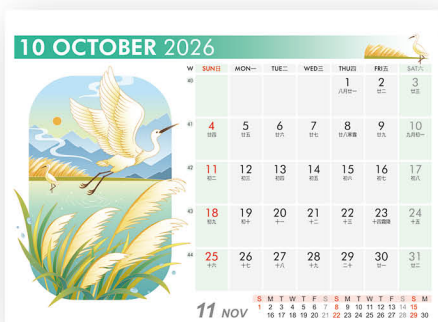 10 OCTOBER 2026
W SUN日 MON一 TUE二 WED三 THU四 FRI五 SAT六
40 1 2 3
八月廿一 廿二 廿三
41 4 5 6 7 8 9 10
廿四 廿五 廿六 廿七 廿八寒露 廿九 九月初一
42 11 12 13 14 15 16 17
初二 初三 初四 初五 初六 初七 初八
43 18 19 20 21 22 23 24
初九 初十 十一 十二 十三 十四霜降 十五
44 25 26 27 28 29 30 31
十六 十七 十八 十九 二十 廿一 廿二
11 NOV
S M T W T F S S M T W T F S S
1 2 3 4 5 6 7 8 9 10 11 12 13 14 15
16 17 18 19 20 21 22 23 24 25 26 27 28 29 30